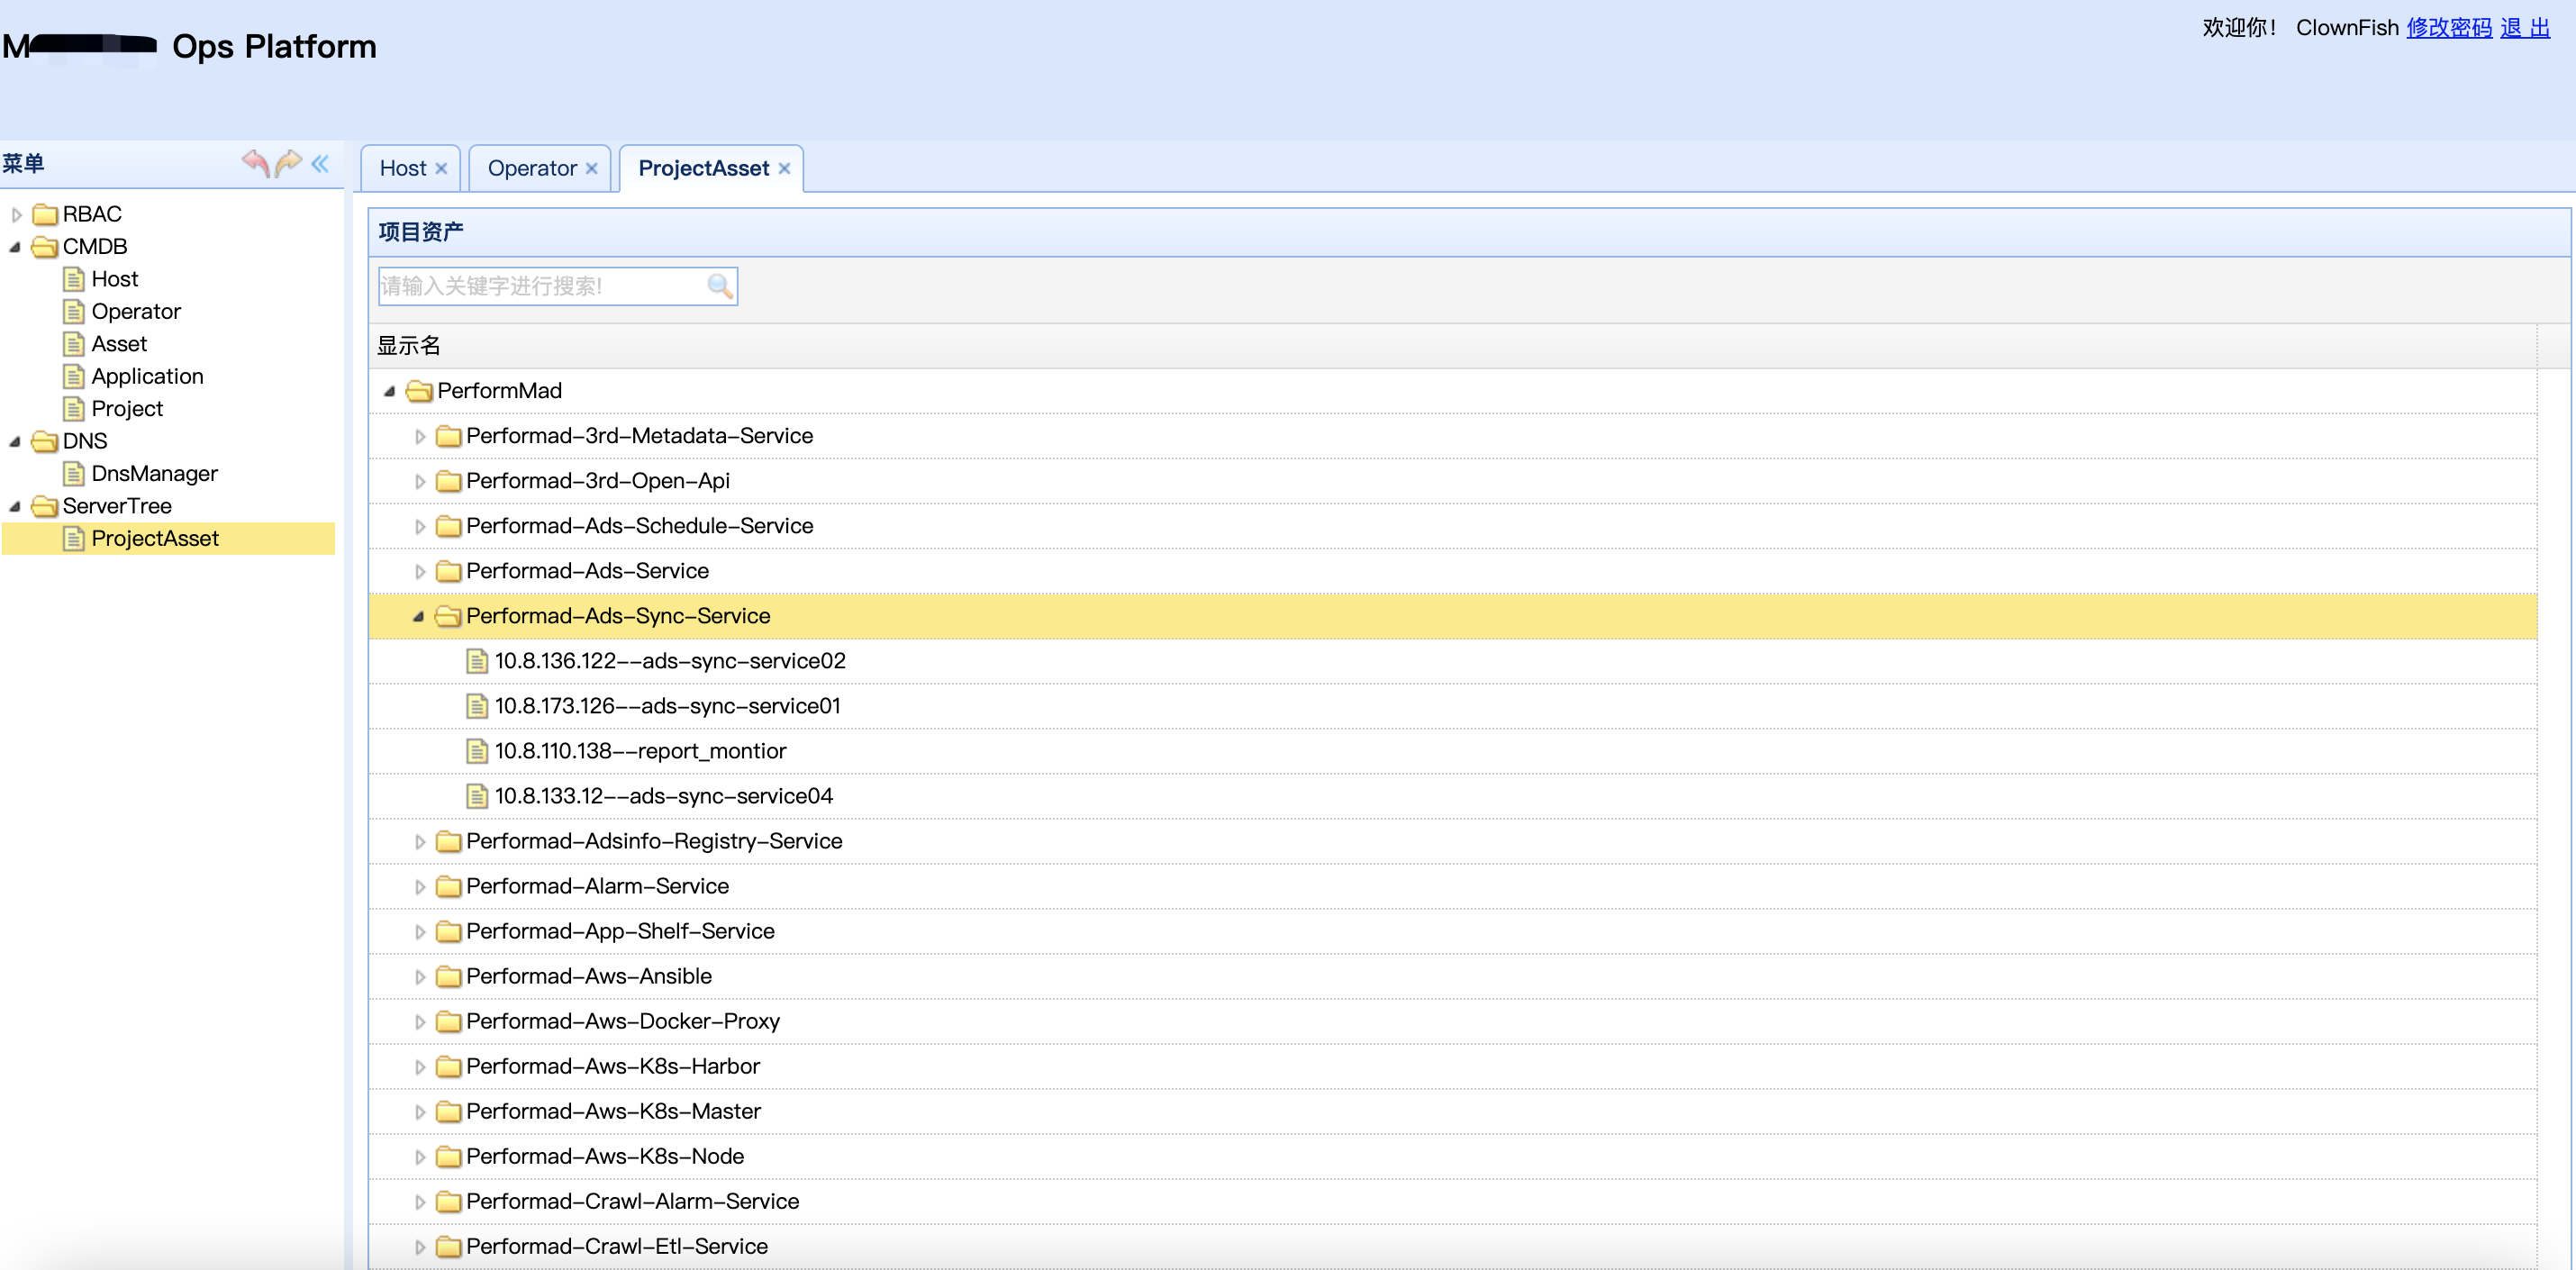 M Ops Platform
欢迎你！ ClownFish 修改密码 退 出
菜单
RBAC
CMDB
Host
Operator
Asset
Application
Project
DNS
DnsManager
ServerTree
ProjectAsset
Host Operator ProjectAsset
项目资产
请输入关键字进行搜索!
显示名
PerformMad
Performad-3rd-Metadata-Service
Performad-3rd-Open-Api
Performad-Ads-Schedule-Service
Performad-Ads-Service
Performad-Ads-Sync-Service
10.8.136.122--ads-sync-service02
10.8.173.126--ads-sync-service01
10.8.110.138--report_montior
10.8.133.12--ads-sync-service04
Performad-Adsinfo-Registry-Service
Performad-Alarm-Service
Performad-App-Shelf-Service
Performad-Aws-Ansible
Performad-Aws-Docker-Proxy
Performad-Aws-K8s-Harbor
Performad-Aws-K8s-Master
Performad-Aws-K8s-Node
Performad-Crawl-Alarm-Service
Performad-Crawl-Etl-Service